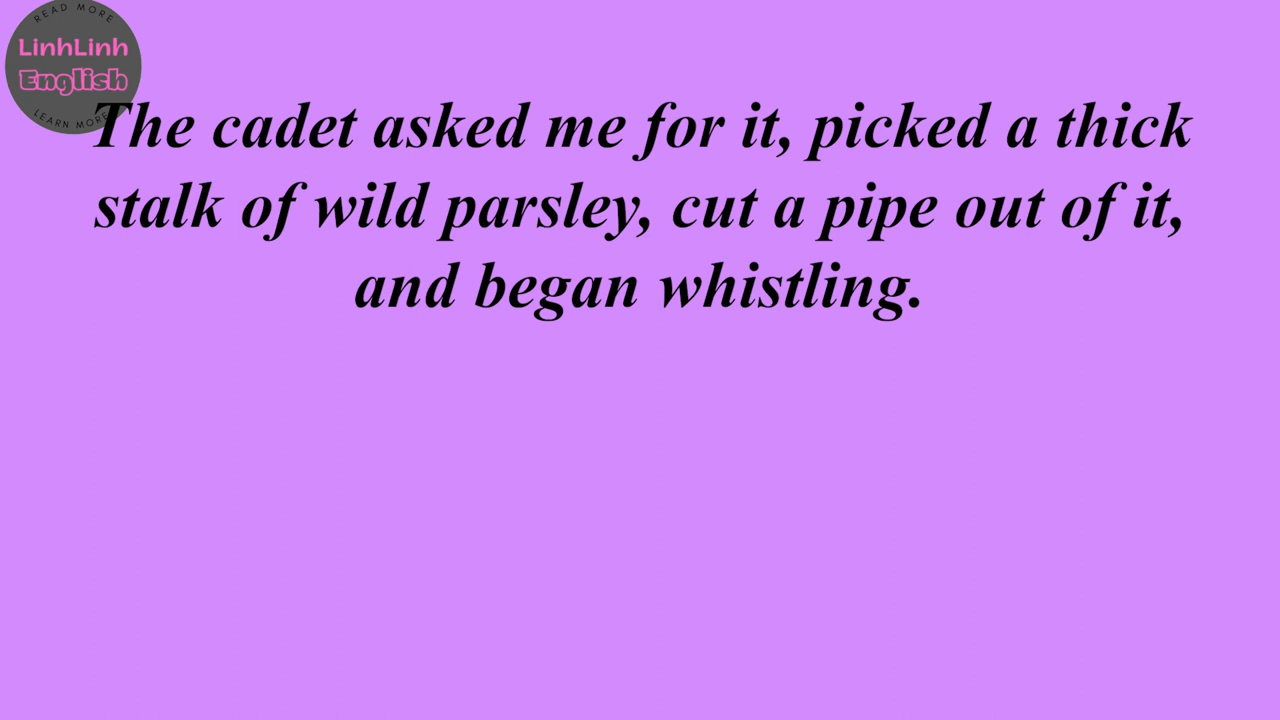 READ MORE
LinhLinh
English
LEARN MORE
The cadet asked me for it, picked a thick
stalk of wild parsley, cut a pipe out of it,
and began whistling.